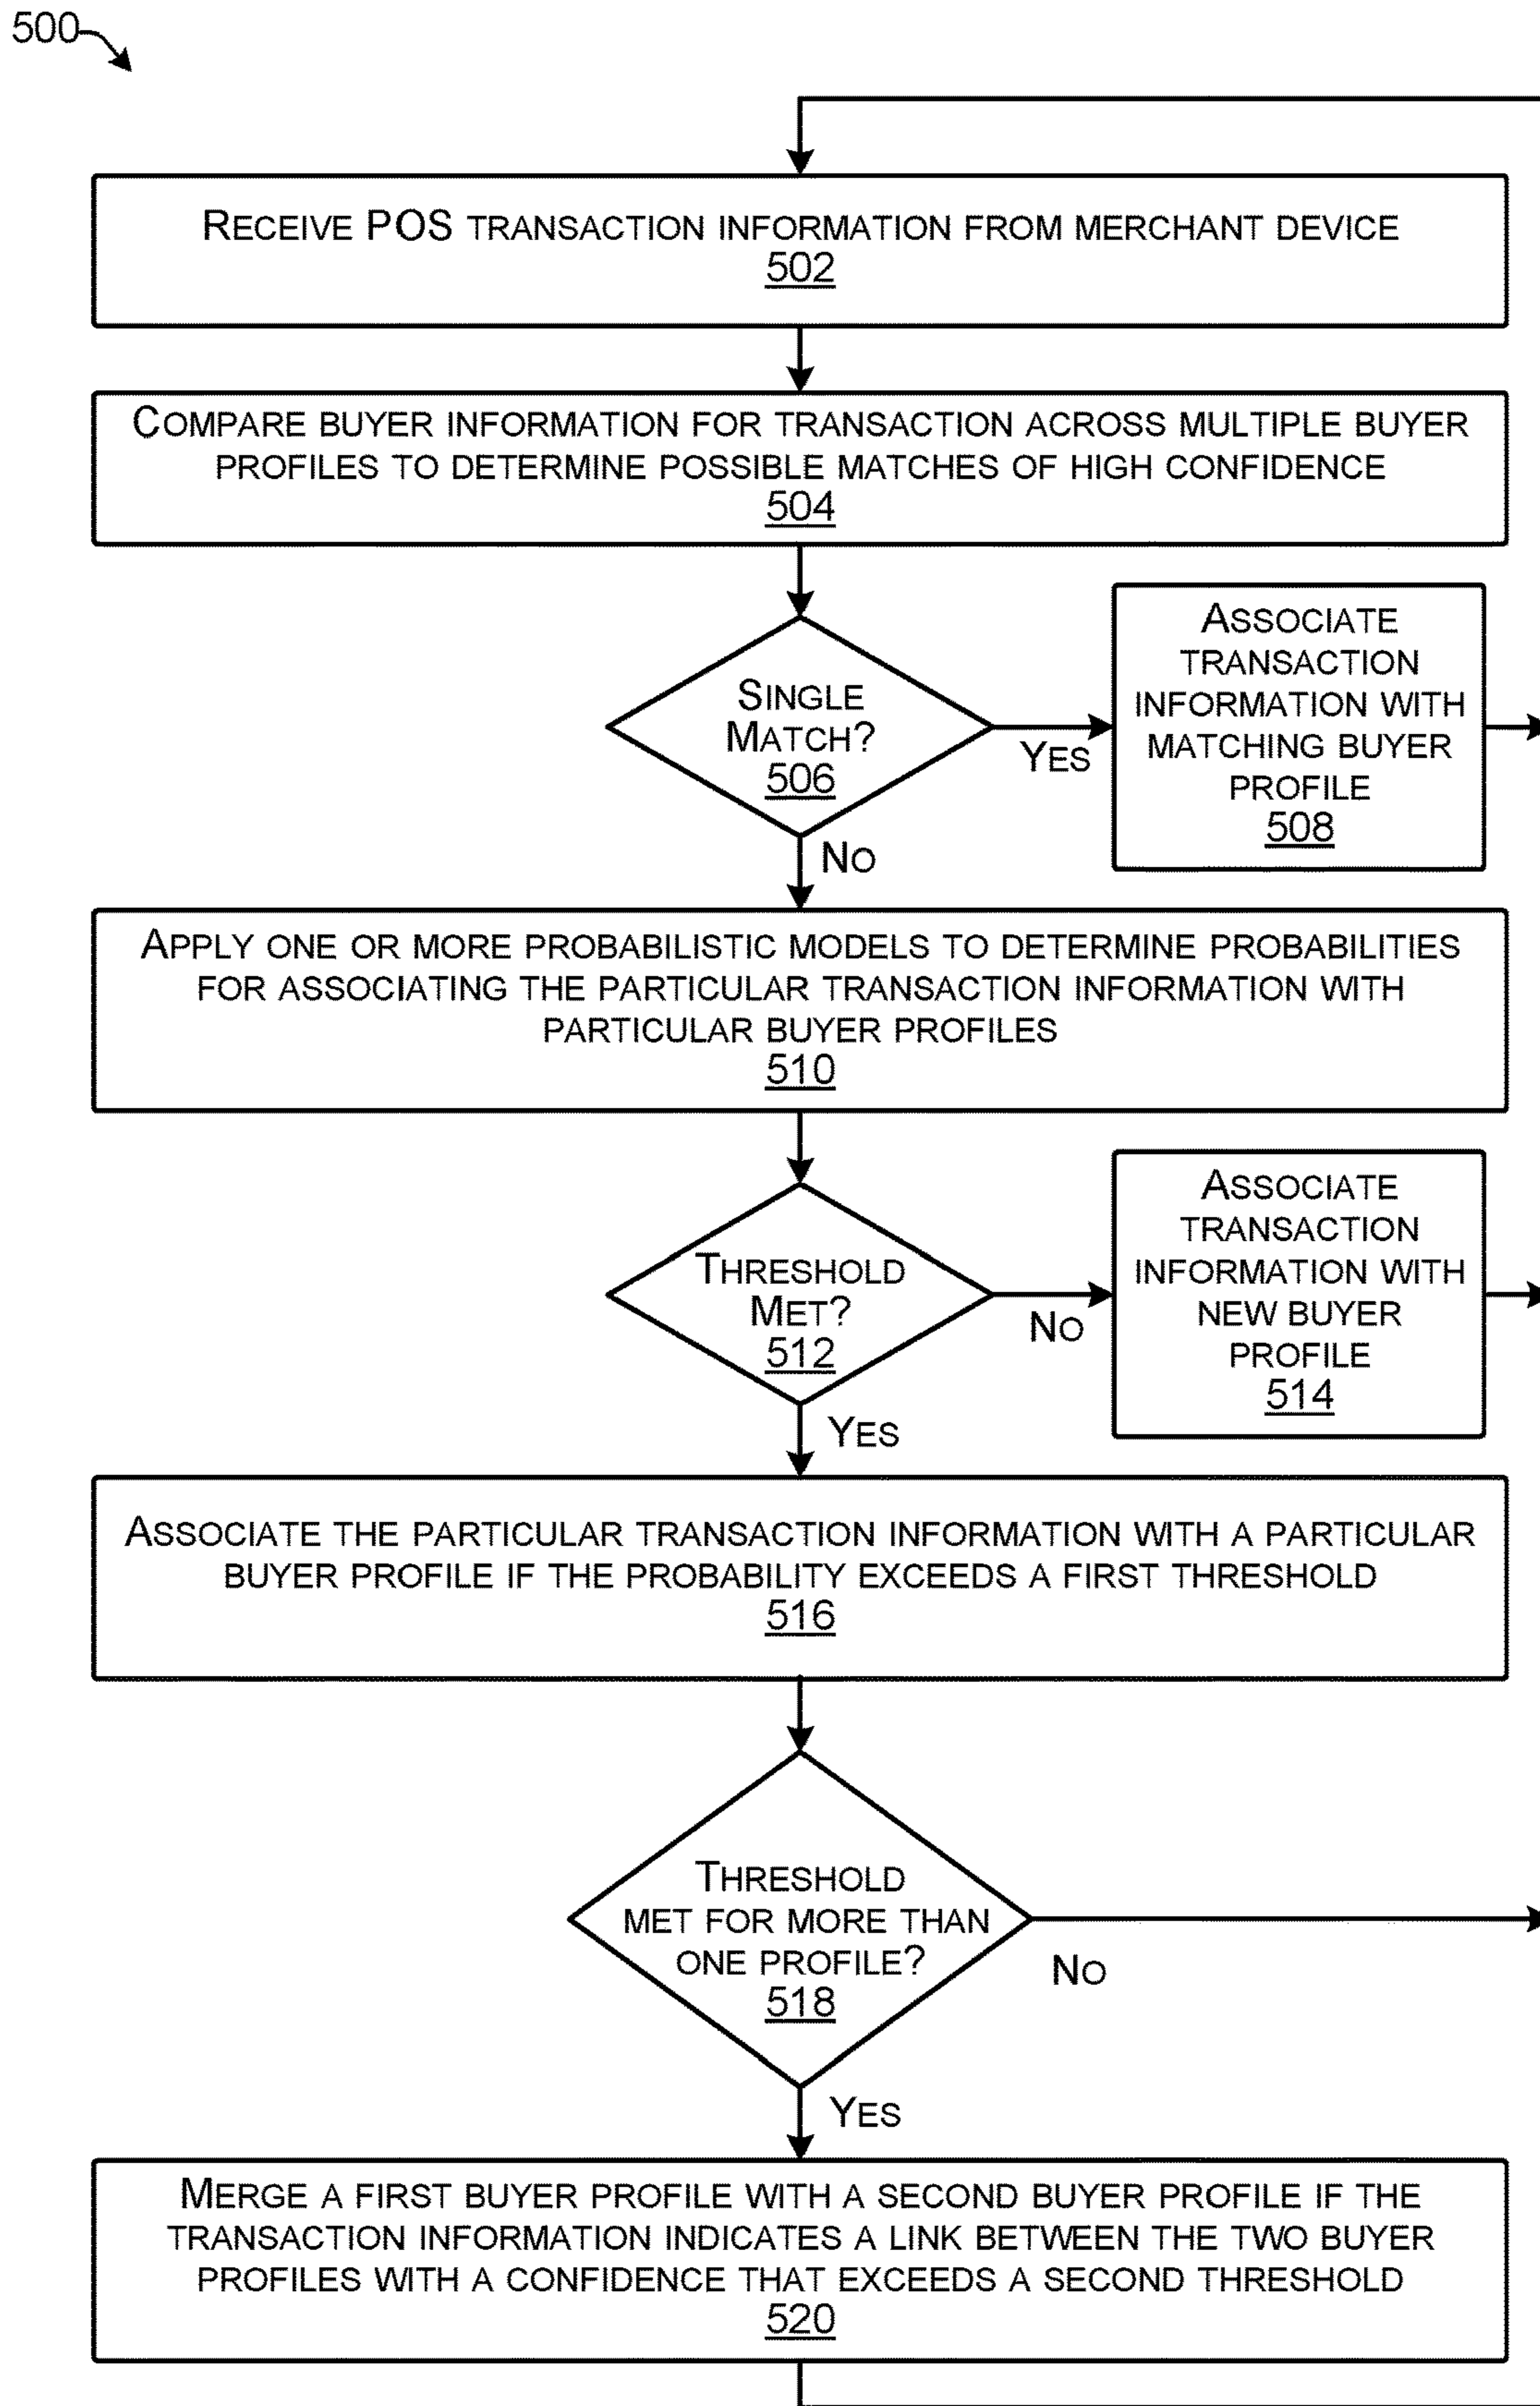 500
RECEIVE POS TRANSACTION INFORMATION FROM MERCHANT DEVICE
502
COMPARE BUYER INFORMATION FOR TRANSACTION ACROSS MULTIPLE BUYER
PROFILES TO DETERMINE POSSIBLE MATCHES OF HIGH CONFIDENCE
504
SINGLE
MATCH?
506
YES
ASSOCIATE
TRANSACTION
INFORMATION WITH
MATCHING BUYER
PROFILE
508
NO
APPLY ONE OR MORE PROBABILISTIC MODELS TO DETERMINE PROBABILITIES
FOR ASSOCIATING THE PARTICULAR TRANSACTION INFORMATION WITH
PARTICULAR BUYER PROFILES
510
THRESHOLD
MET?
512
NO
ASSOCIATE
TRANSACTION
INFORMATION WITH
NEW BUYER
PROFILE
514
YES
ASSOCIATE THE PARTICULAR TRANSACTION INFORMATION WITH A PARTICULAR
BUYER PROFILE IF THE PROBABILITY EXCEEDS A FIRST THRESHOLD
516
THRESHOLD
MET FOR MORE THAN
ONE PROFILE?
518
NO
YES
MERGE A FIRST BUYER PROFILE WITH A SECOND BUYER PROFILE IF THE
TRANSACTION INFORMATION INDICATES A LINK BETWEEN THE TWO BUYER
PROFILES WITH A CONFIDENCE THAT EXCEEDS A SECOND THRESHOLD
520